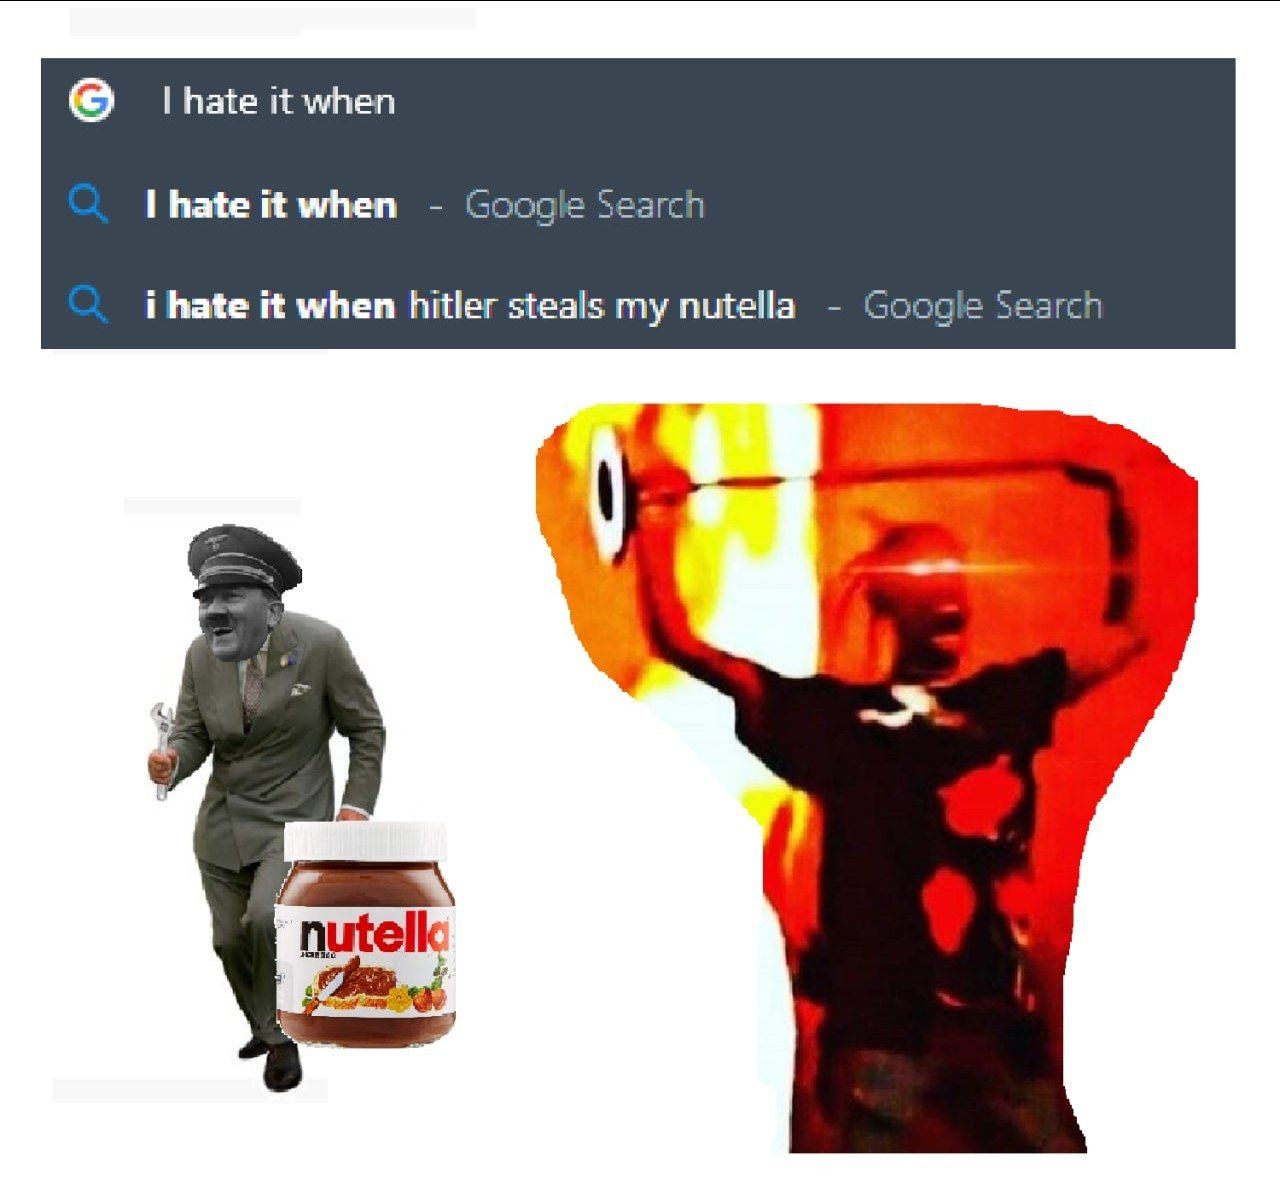 I hate it when
I hate it when - Google Search
i hate it when hitler steals my nutella - Google Search
nutella